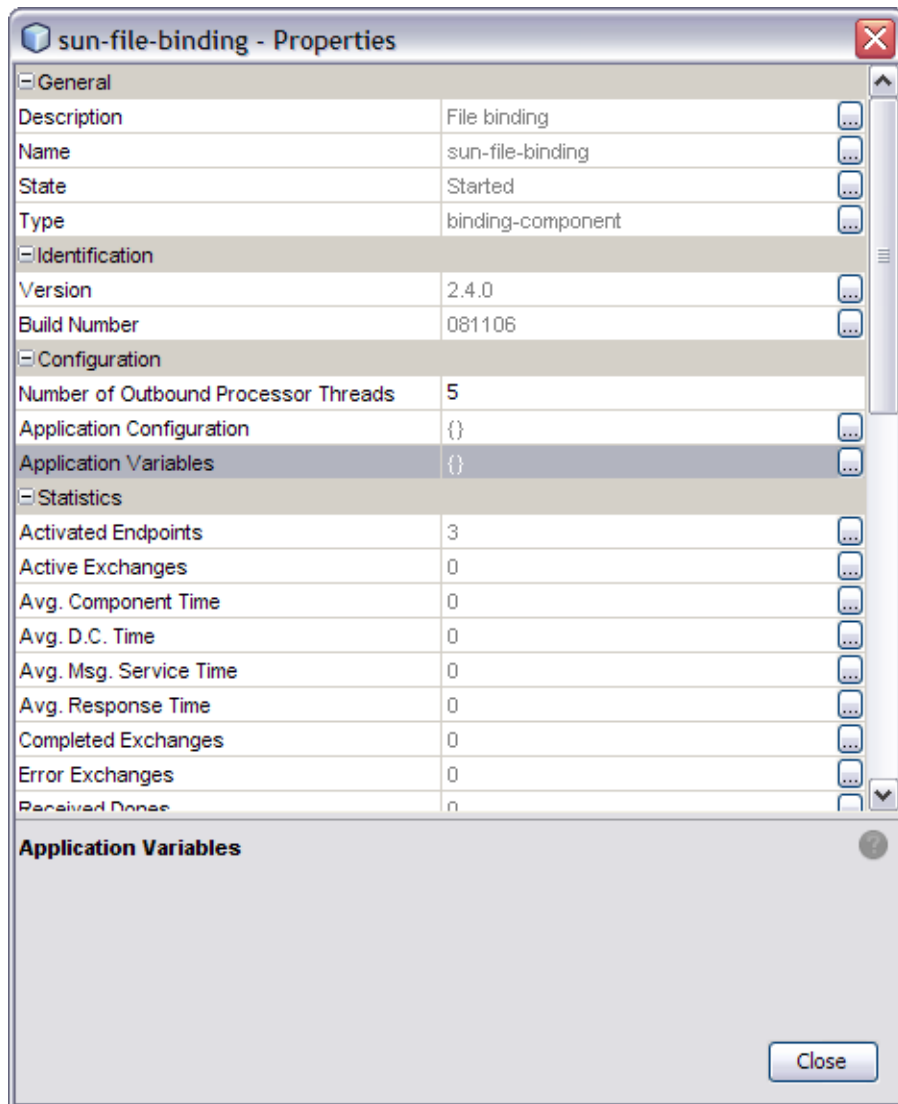 sun-file-binding - Properties
General
Description File binding ...
Name sun-file-binding ...
State Started ...
Type binding-component ...
Identification
Version 2.4.0 ...
Build Number 081106 ...
Configuration
Number of Outbound Processor Threads 5
Application Configuration {} ...
Application Variables {} ...
Statistics
Activated Endpoints 3 ...
Active Exchanges 0 ...
Avg. Component Time 0 ...
Avg. D.C. Time 0 ...
Avg. Msg. Service Time 0 ...
Avg. Response Time 0 ...
Completed Exchanges 0 ...
Error Exchanges 0 ...
Received Dones 0
Application Variables ?
Close